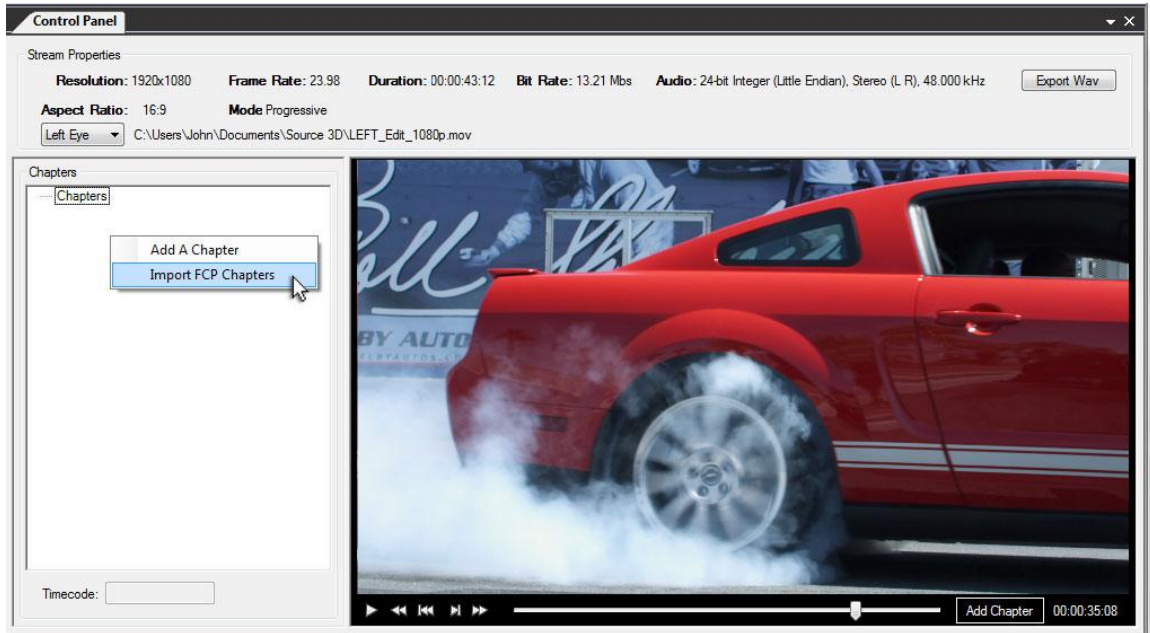 Control Panel
Stream Properties
Resolution: 1920x1080 Frame Rate: 23.98 Duration: 00:00:43:12 Bit Rate: 13.21 Mbs Audio: 24-bit Integer (Little Endian), Stereo (L R), 48.000 kHz Export Wav
Aspect Ratio: 16:9 Mode Progressive
Left Eye C:\Users\John\Documents\Source 3D\LEFT_Edit_1080p.mov
Chapters
Chapters
Add A Chapter
Import FCP Chapters
BY AUTO
Timecode:
Add Chapter 00:00:35:08